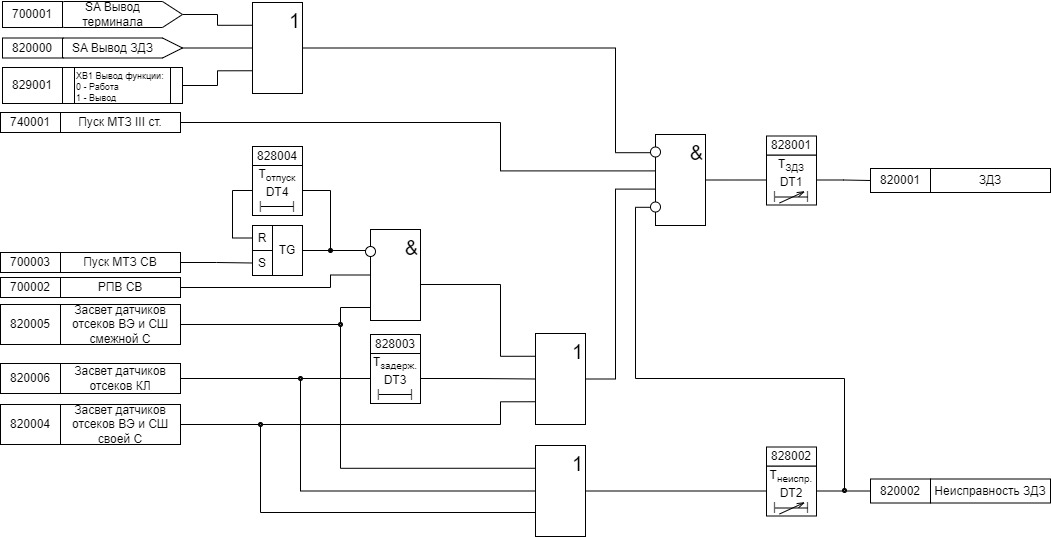 700001
SA Вывод
терминала
820000
SA Вывод ЗДЗ
829001
XB1 Вывод функции:
0 - Работа
1 - Вывод
1
740001
Пуск МТЗ III ст.
828004
Tотпуск
DT4
R
S
TG
&
828001
TЗДЗ
DT1
820001
ЗДЗ
700003
Пуск МТЗ СВ
700002
РПВ СВ
&
820005
Засвет датчиков
отсеков ВЭ и СШ
смежной С
828003
Tзадерж.
DT3
1
820006
Засвет датчиков
отсеков КЛ
820004
Засвет датчиков
отсеков ВЭ и СШ
своей С
1
828002
Tнеиспр.
DT2
820002
Неисправность ЗДЗ